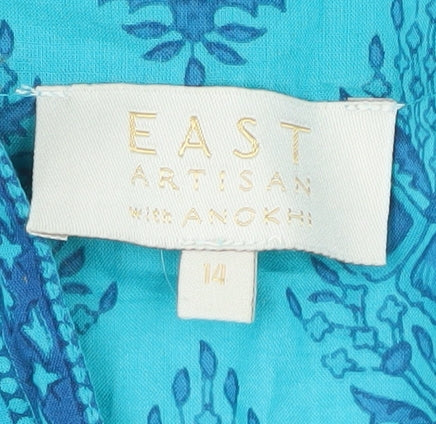 EAST
ARTISAN
with ANOKHI
14